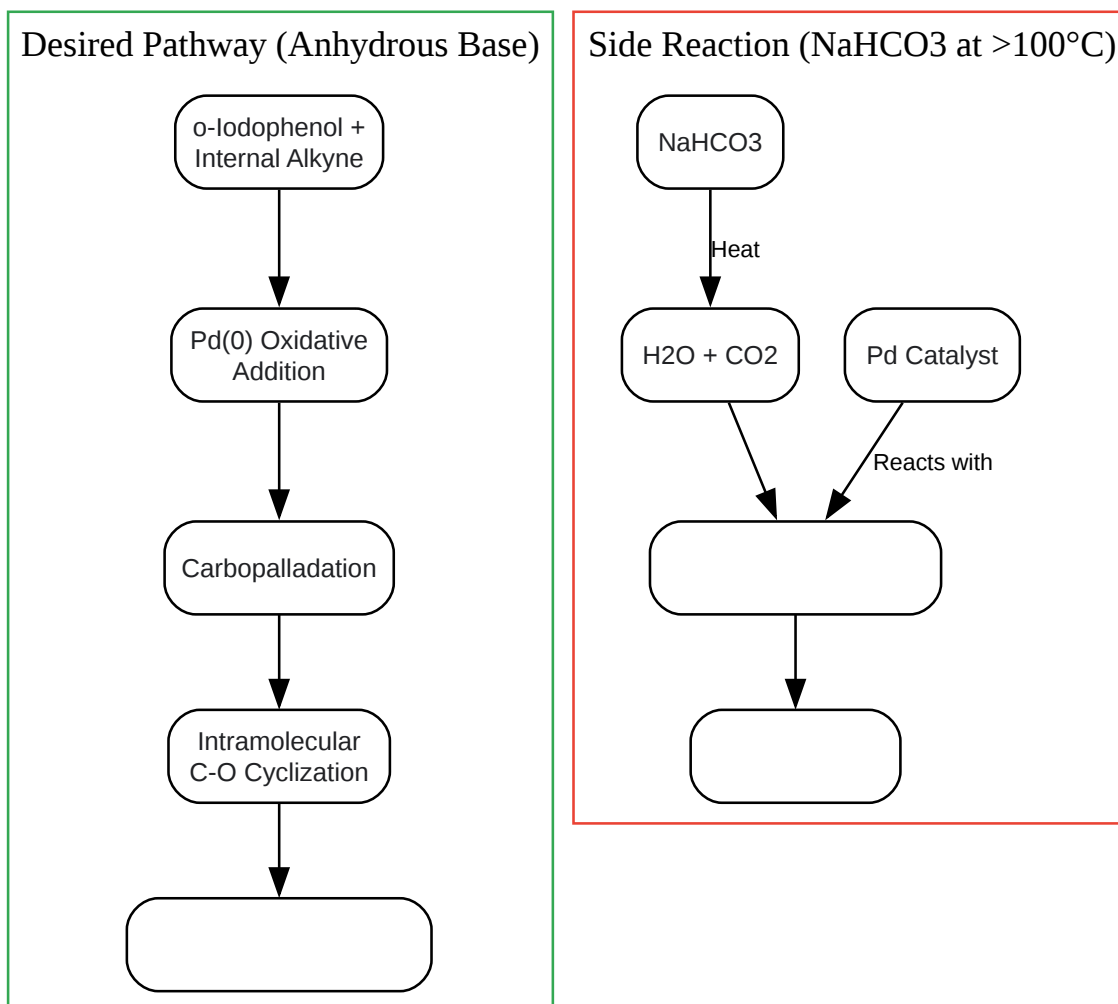 Desired Pathway (Anhydrous Base)
o-Iodophenol +
Internal Alkyne
Pd(0) Oxidative
Addition
Carbopalladation
Intramolecular
C-O Cyclization
Side Reaction (NaHCO3 at >100°C)
NaHCO3
Heat
H2O + CO2
Pd Catalyst
Reacts with